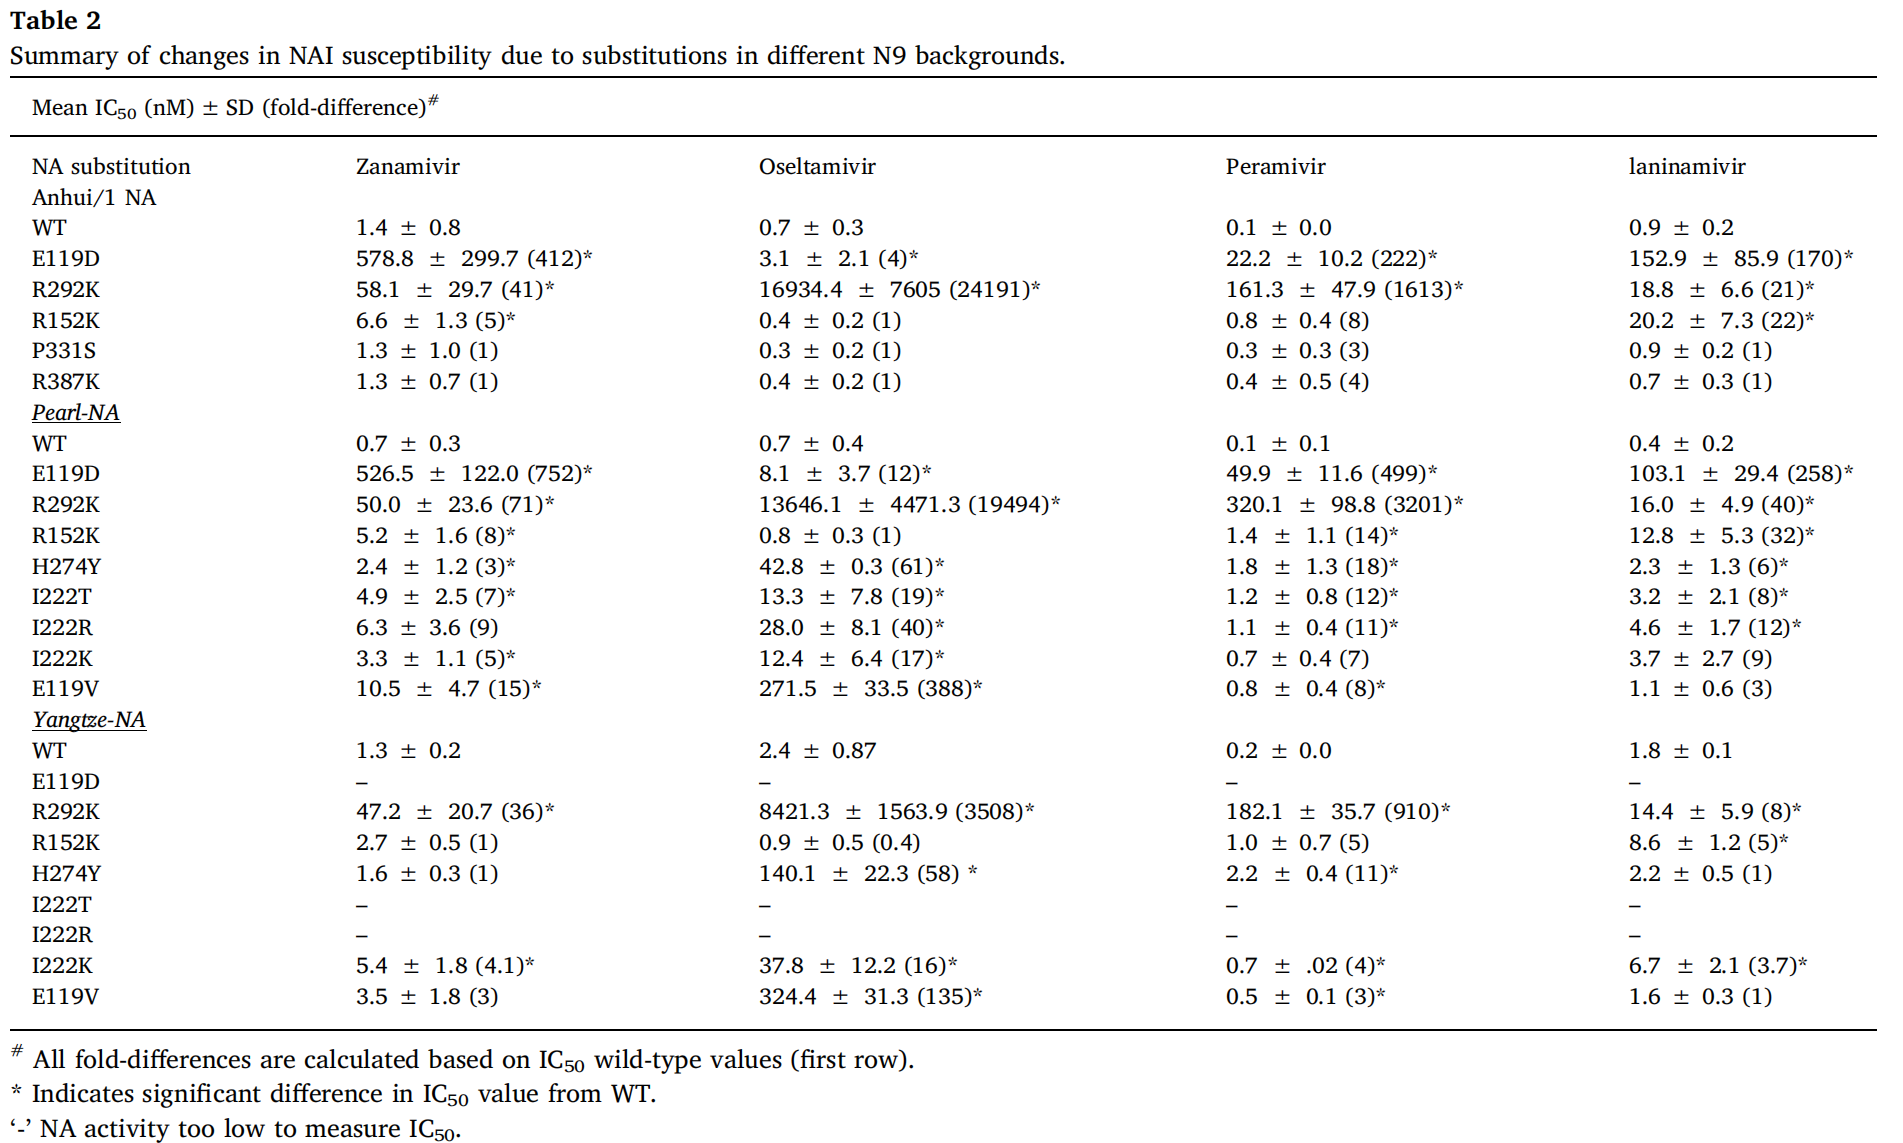 Table 2
Summary of changes in NAI susceptibility due to substitutions in different N9 backgrounds.
Mean IC₅₀ (nM) ± SD (fold-difference)#
NA substitution Zanamivir Oseltamivir Peramivir laninamivir
Anhui/1 NA
WT 1.4 ± 0.8 0.7 ± 0.3 0.1 ± 0.0 0.9 ± 0.2
E119D 578.8 ± 299.7 (412)* 3.1 ± 2.1 (4)* 22.2 ± 10.2 (222)* 152.9 ± 85.9 (170)*
R292K 58.1 ± 29.7 (41)* 16934.4 ± 7605 (24191)* 161.3 ± 47.9 (1613)* 18.8 ± 6.6 (21)*
R152K 6.6 ± 1.3 (5)* 0.4 ± 0.2 (1) 0.8 ± 0.4 (8) 20.2 ± 7.3 (22)*
P331S 1.3 ± 1.0 (1) 0.3 ± 0.2 (1) 0.3 ± 0.3 (3) 0.9 ± 0.2 (1)
R387K 1.3 ± 0.7 (1) 0.4 ± 0.2 (1) 0.4 ± 0.5 (4) 0.7 ± 0.3 (1)
Pearl-NA
WT 0.7 ± 0.3 0.7 ± 0.4 0.1 ± 0.1 0.4 ± 0.2
E119D 526.5 ± 122.0 (752)* 8.1 ± 3.7 (12)* 49.9 ± 11.6 (499)* 103.1 ± 29.4 (258)*
R292K 50.0 ± 23.6 (71)* 13646.1 ± 4471.3 (19494)* 320.1 ± 98.8 (3201)* 16.0 ± 4.9 (40)*
R152K 5.2 ± 1.6 (8)* 0.8 ± 0.3 (1) 1.4 ± 1.1 (14)* 12.8 ± 5.3 (32)*
H274Y 2.4 ± 1.2 (3)* 42.8 ± 0.3 (61)* 1.8 ± 1.3 (18)* 2.3 ± 1.3 (6)*
I222T 4.9 ± 2.5 (7)* 13.3 ± 7.8 (19)* 1.2 ± 0.8 (12)* 3.2 ± 2.1 (8)*
I222R 6.3 ± 3.6 (9) 28.0 ± 8.1 (40)* 1.1 ± 0.4 (11)* 4.6 ± 1.7 (12)*
I222K 3.3 ± 1.1 (5)* 12.4 ± 6.4 (17)* 0.7 ± 0.4 (7) 3.7 ± 2.7 (9)
E119V 10.5 ± 4.7 (15)* 271.5 ± 33.5 (388)* 0.8 ± 0.4 (8)* 1.1 ± 0.6 (3)
Yangtze-NA
WT 1.3 ± 0.2 2.4 ± 0.87 0.2 ± 0.0 1.8 ± 0.1
E119D – – – –
R292K 47.2 ± 20.7 (36)* 8421.3 ± 1563.9 (3508)* 182.1 ± 35.7 (910)* 14.4 ± 5.9 (8)*
R152K 2.7 ± 0.5 (1) 0.9 ± 0.5 (0.4) 1.0 ± 0.7 (5) 8.6 ± 1.2 (5)*
H274Y 1.6 ± 0.3 (1) 140.1 ± 22.3 (58) * 2.2 ± 0.4 (11)* 2.2 ± 0.5 (1)
I222T – – – –
I222R – – – –
I222K 5.4 ± 1.8 (4.1)* 37.8 ± 12.2 (16)* 0.7 ± .02 (4)* 6.7 ± 2.1 (3.7)*
E119V 3.5 ± 1.8 (3) 324.4 ± 31.3 (135)* 0.5 ± 0.1 (3)* 1.6 ± 0.3 (1)
# All fold-differences are calculated based on IC₅₀ wild-type values (first row).
* Indicates significant difference in IC₅₀ value from WT.
‘-’ NA activity too low to measure IC₅₀.